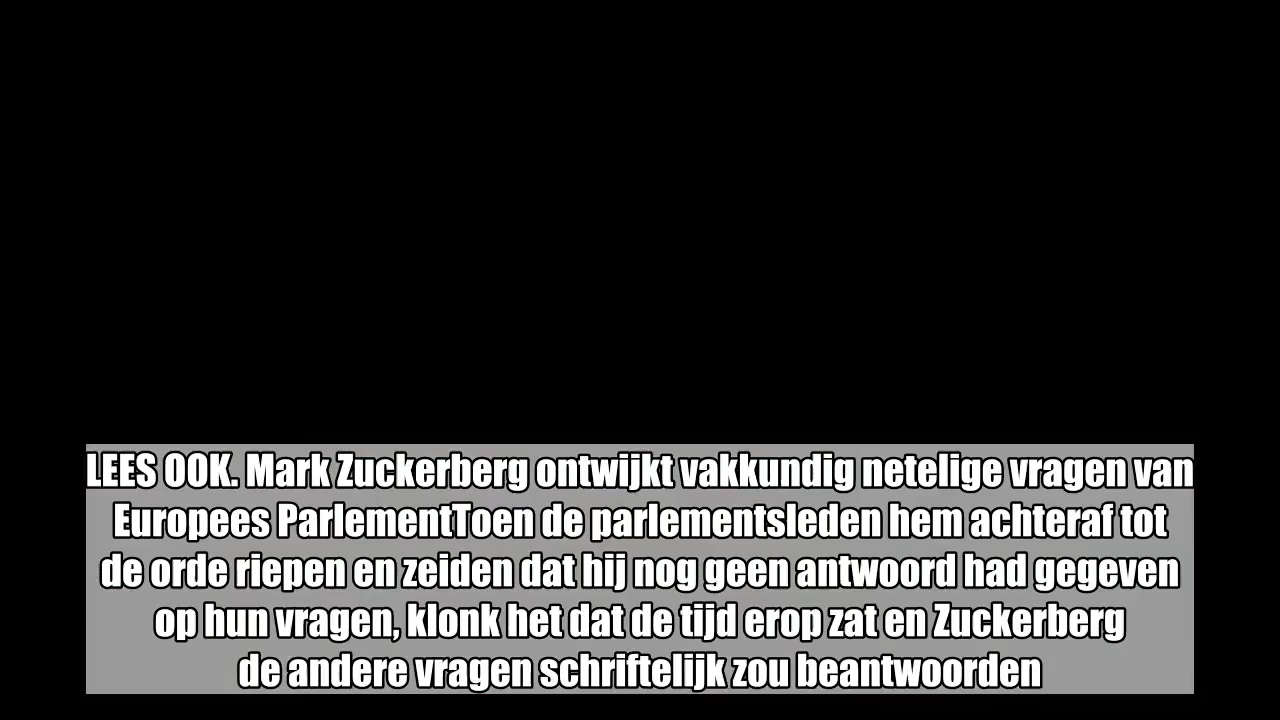 LEES OOK. Mark Zuckerberg ontwijkt vakkundig netelige vragen van
Europees ParlementToen de parlementsleden hem achteraf tot
de orde riepen en zeiden dat hij nog geen antwoord had gegeven
op hun vragen, klonk het dat de tijd erop zat en Zuckerberg
de andere vragen schriftelijk zou beantwoorden